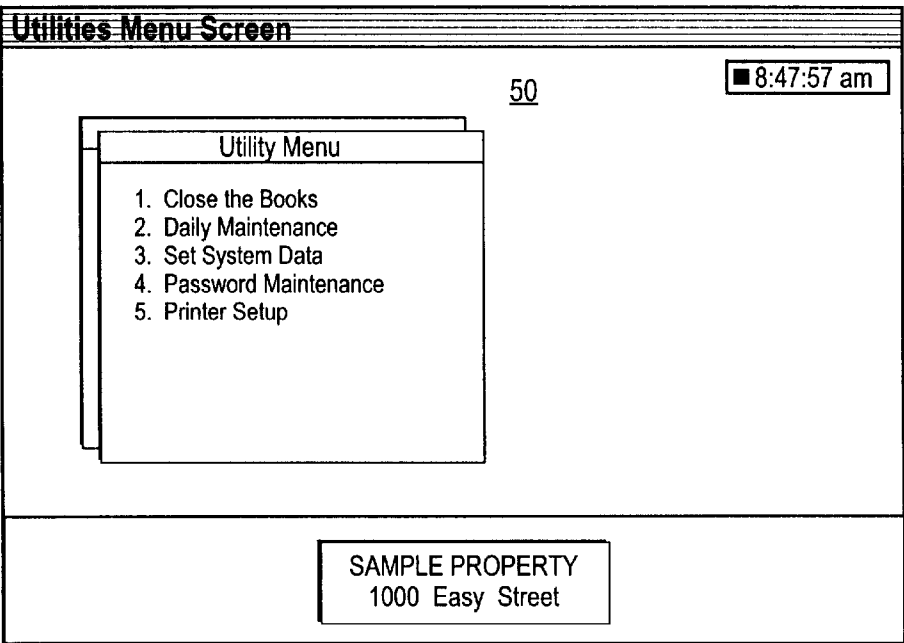 Utilities Menu Screen
8:47:57 am
50
Utility Menu
1. Close the Books
2. Daily Maintenance
3. Set System Data
4. Password Maintenance
5. Printer Setup
SAMPLE PROPERTY
1000 Easy Street